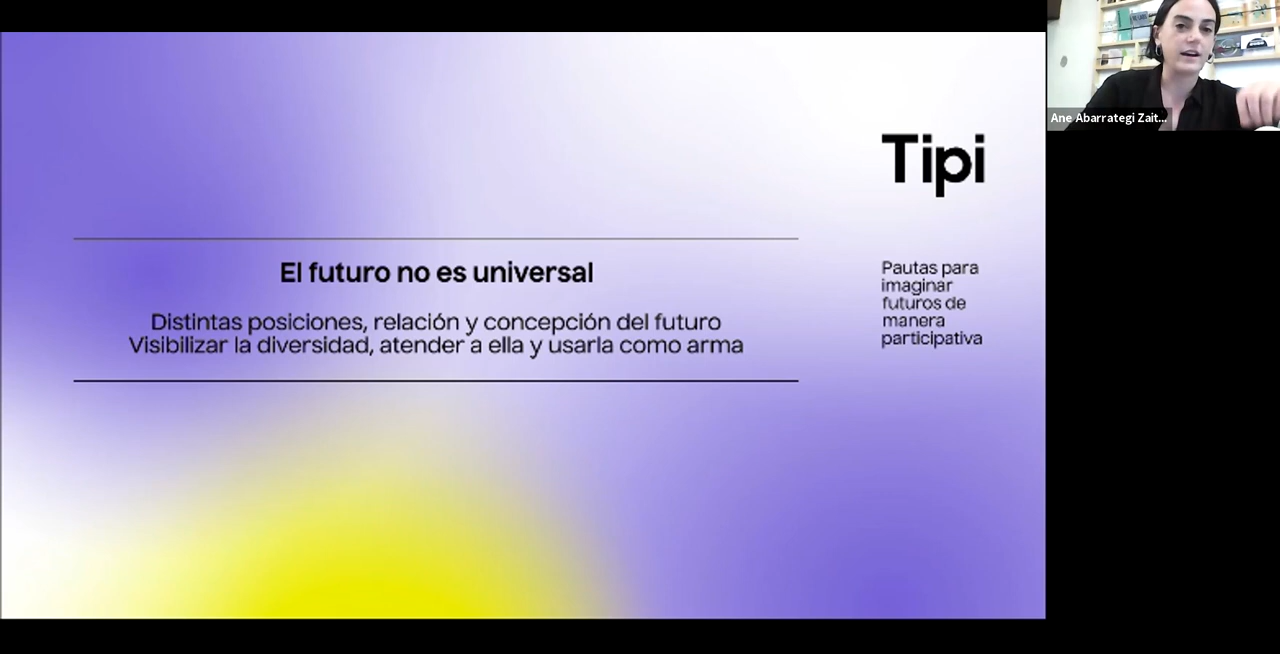 Ane Abarrategi Zait...
Tipi
El futuro no es universal
Distintas posiciones, relación y concepción del futuro
Visibilizar la diversidad, atender a ella y usarla como arma
Pautas para
imaginar
futuros de
manera
participativa